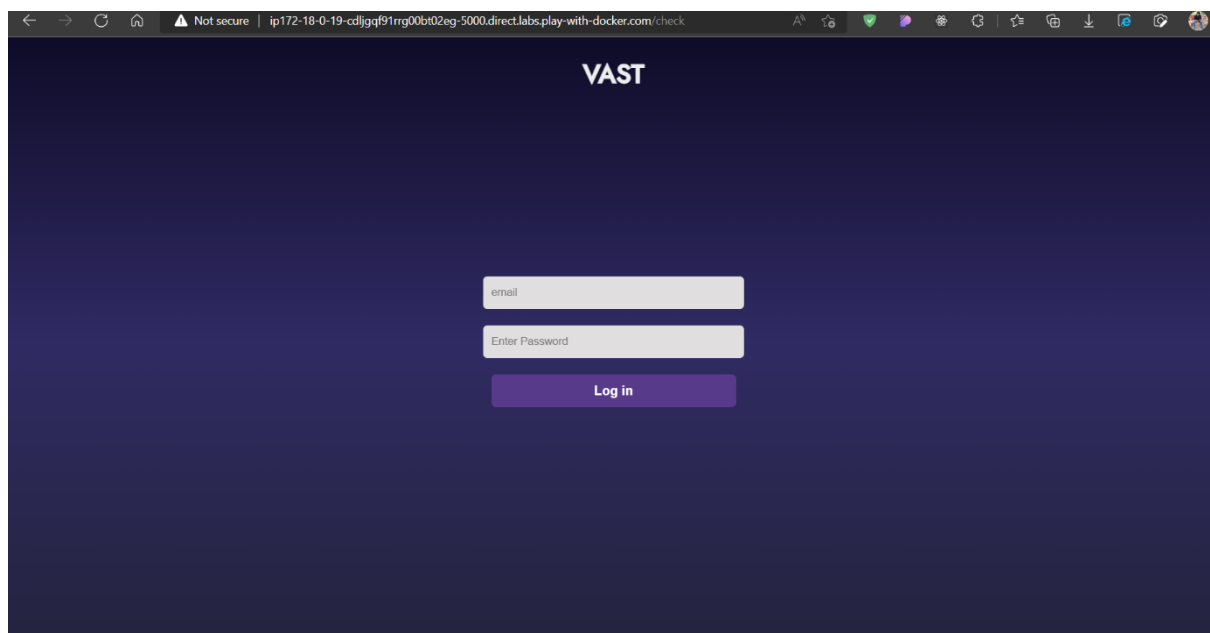 Not secure | ip172-18-0-19-cdljgqf91rrg00bt02eg-5000.direct.labs.play-with-docker.com/check
VAST
email
Enter Password
Log in